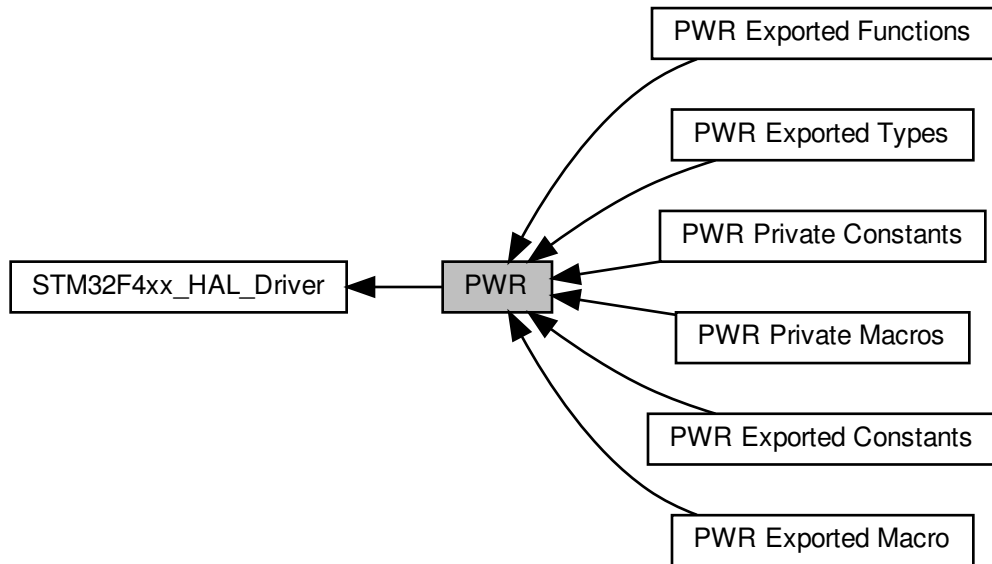 PWR Exported Functions
PWR Exported Types
PWR Private Constants
STM32F4xx_HAL_Driver
PWR
PWR Private Macros
PWR Exported Constants
PWR Exported Macro